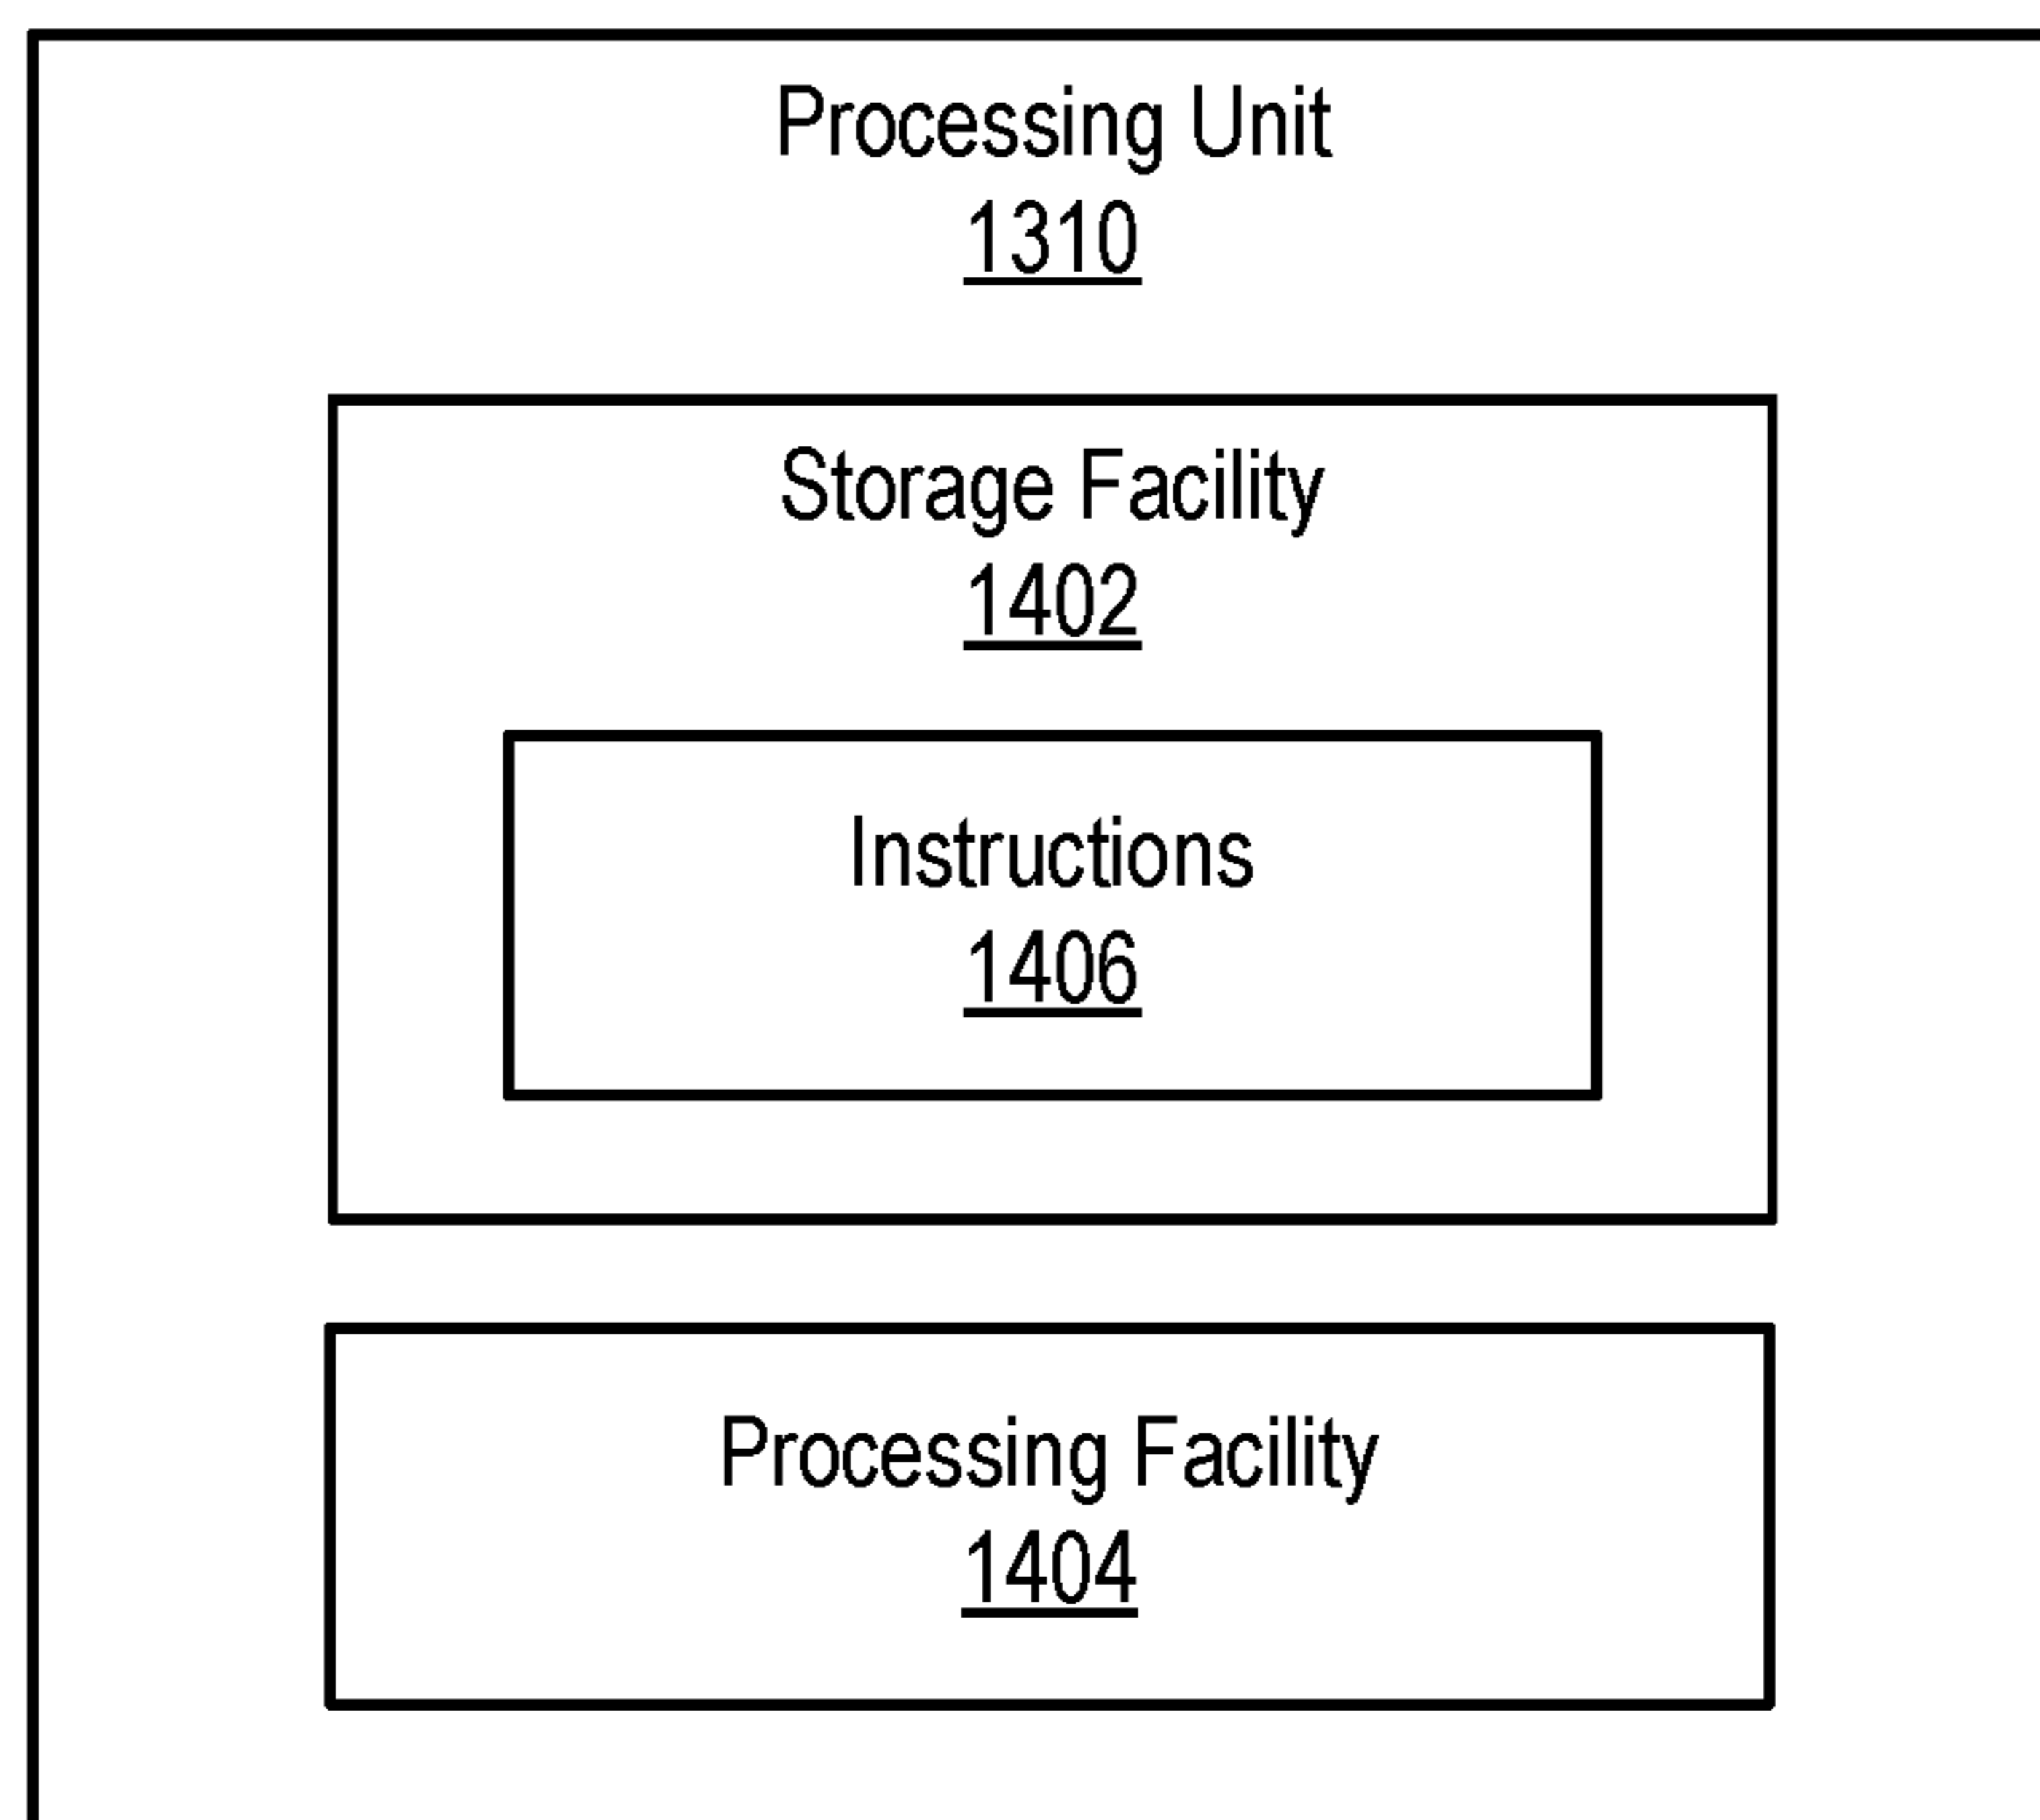 Processing Unit
1310
Storage Facility
1402
Instructions
1406
Processing Facility
1404